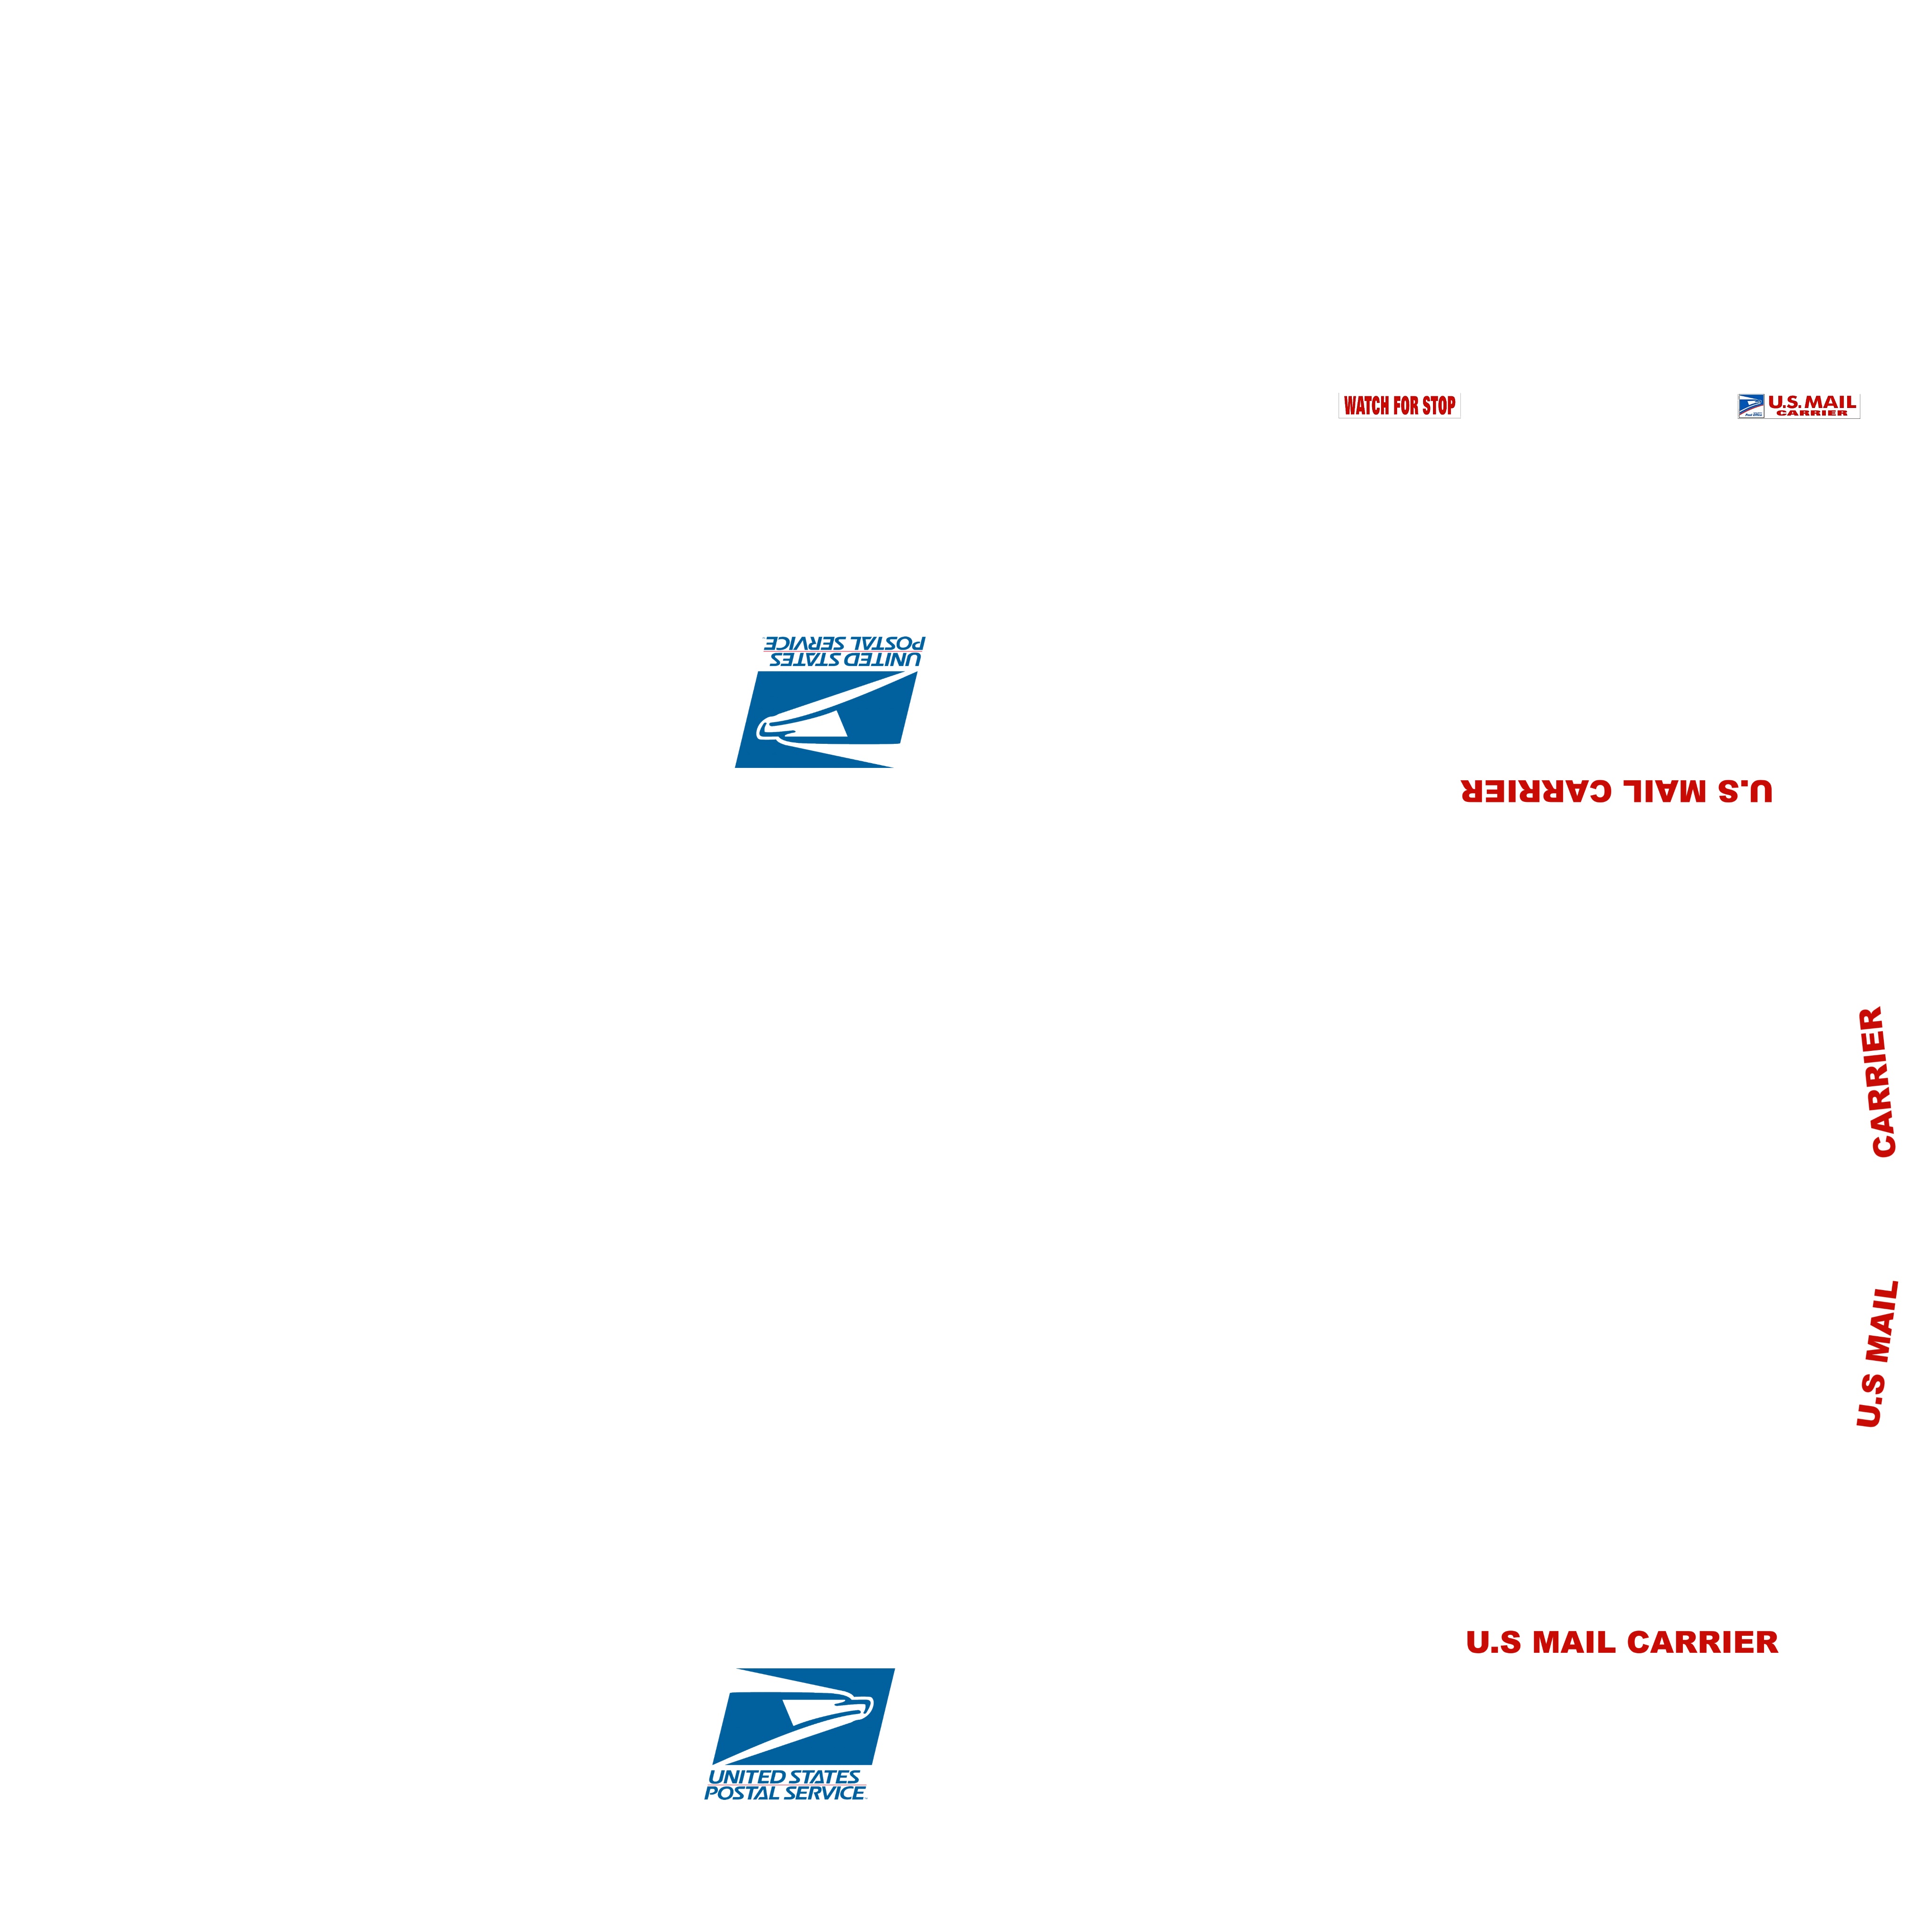 WATCH FOR STOP
U.S. MAIL
CARRIER
POSTAL SERVICE
UNITED STATES
U.S MAIL CARRIER
CARRIER
U.S MAIL
U.S MAIL CARRIER
UNITED STATES
POSTAL SERVICE